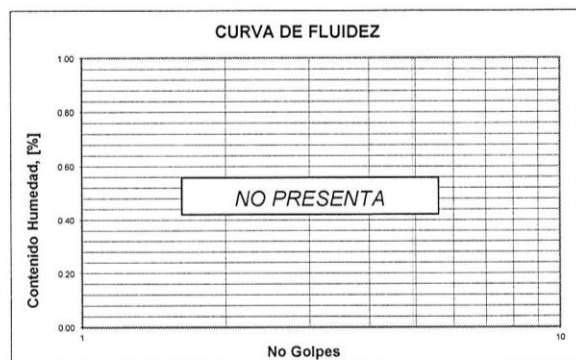 CURVA DE FLUIDEZ
1.00
0.80
0.60
0.40
0.20
0.00
Contenido Humedad, [%]
NO PRESENTA
1
10
No Golpes